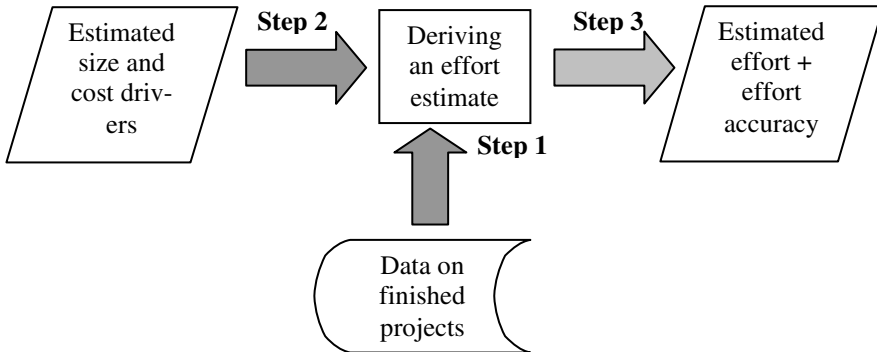 Estimated
size and
cost driv-
ers
Step 2
Deriving
an effort
estimate
Step 3
Estimated
effort +
effort
accuracy
Step 1
Data on
finished
projects